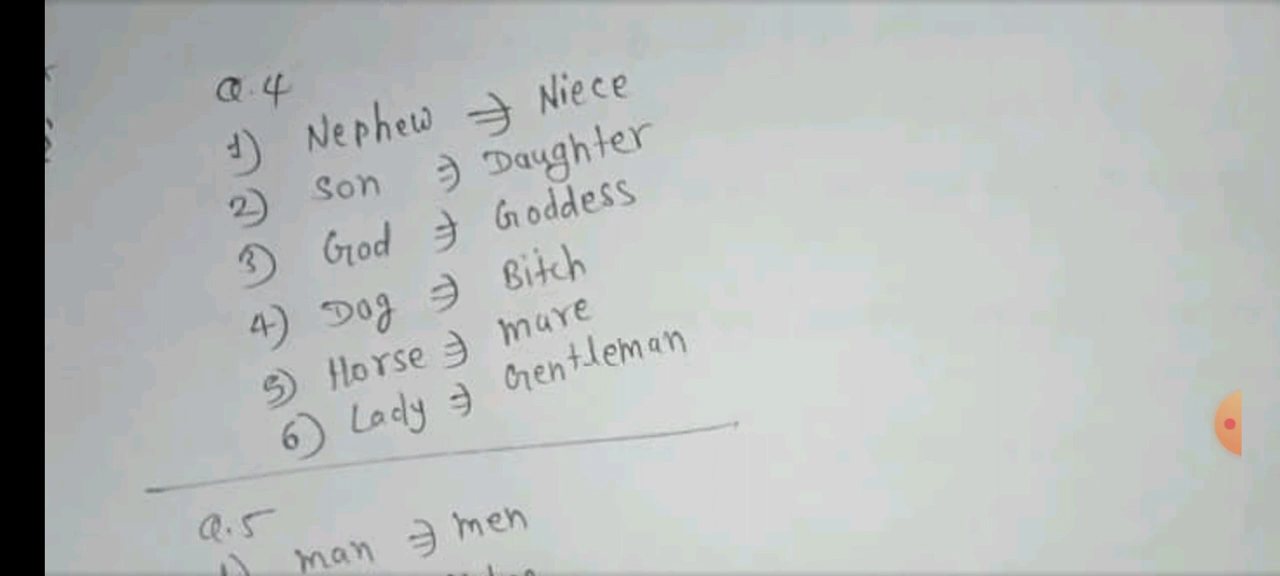 Q.4
1) Nephew ⇒ Niece
2) son ⇒ Daughter
3) God ⇒ Goddess
4) Dog ⇒ Bitch
5) Horse ⇒ mare
6) Lady ⇒ Gentleman
Q.5
1) man ⇒ men